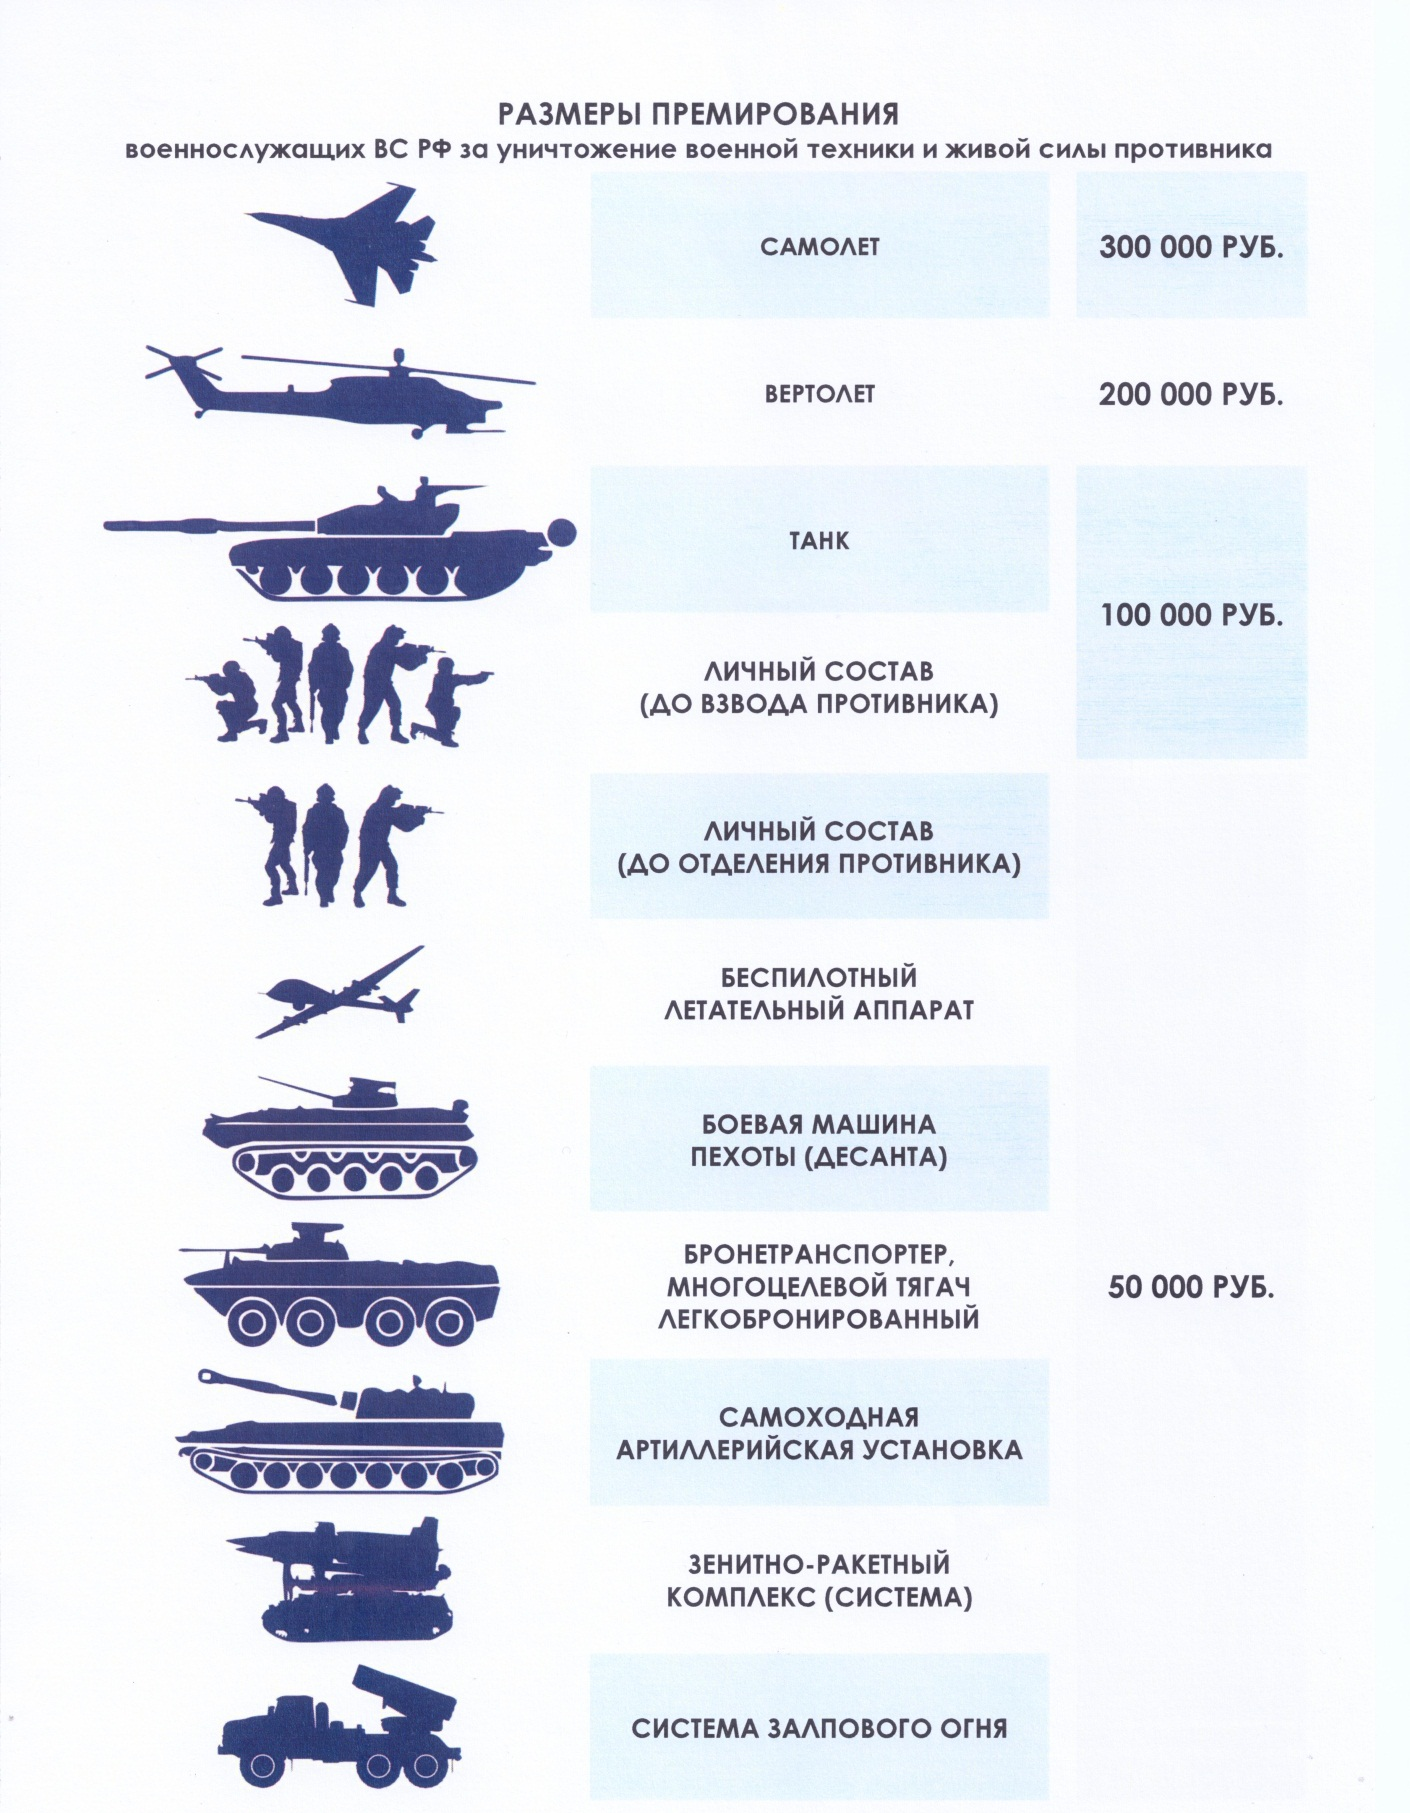 РАЗМЕРЫ ПРЕМИРОВАНИЯ
военнослужащих ВС РФ за уничтожение военной техники и живой силы противника
САМОЛЕТ
300 000 РУБ.
ВЕРТОЛЕТ
200 000 РУБ.
ТАНК
100 000 РУБ.
ЛИЧНЫЙ СОСТАВ
(ДО ВЗВОДА ПРОТИВНИКА)
ЛИЧНЫЙ СОСТАВ
(ДО ОТДЕЛЕНИЯ ПРОТИВНИКА)
БЕСПИЛОТНЫЙ
ЛЕТАТЕЛЬНЫЙ АППАРАТ
БОЕВАЯ МАШИНА
ПЕХОТЫ (ДЕСАНТА)
БРОНЕТРАНСПОРТЕР,
МНОГОЦЕЛЕВОЙ ТЯГАЧ
ЛЕГКОБРОНИРОВАННЫЙ
50 000 РУБ.
САМОХОДНАЯ
АРТИЛЛЕРИЙСКАЯ УСТАНОВКА
ЗЕНИТНО-РАКЕТНЫЙ
КОМПЛЕКС (СИСТЕМА)
СИСТЕМА ЗАЛПОВОГО ОГНЯ